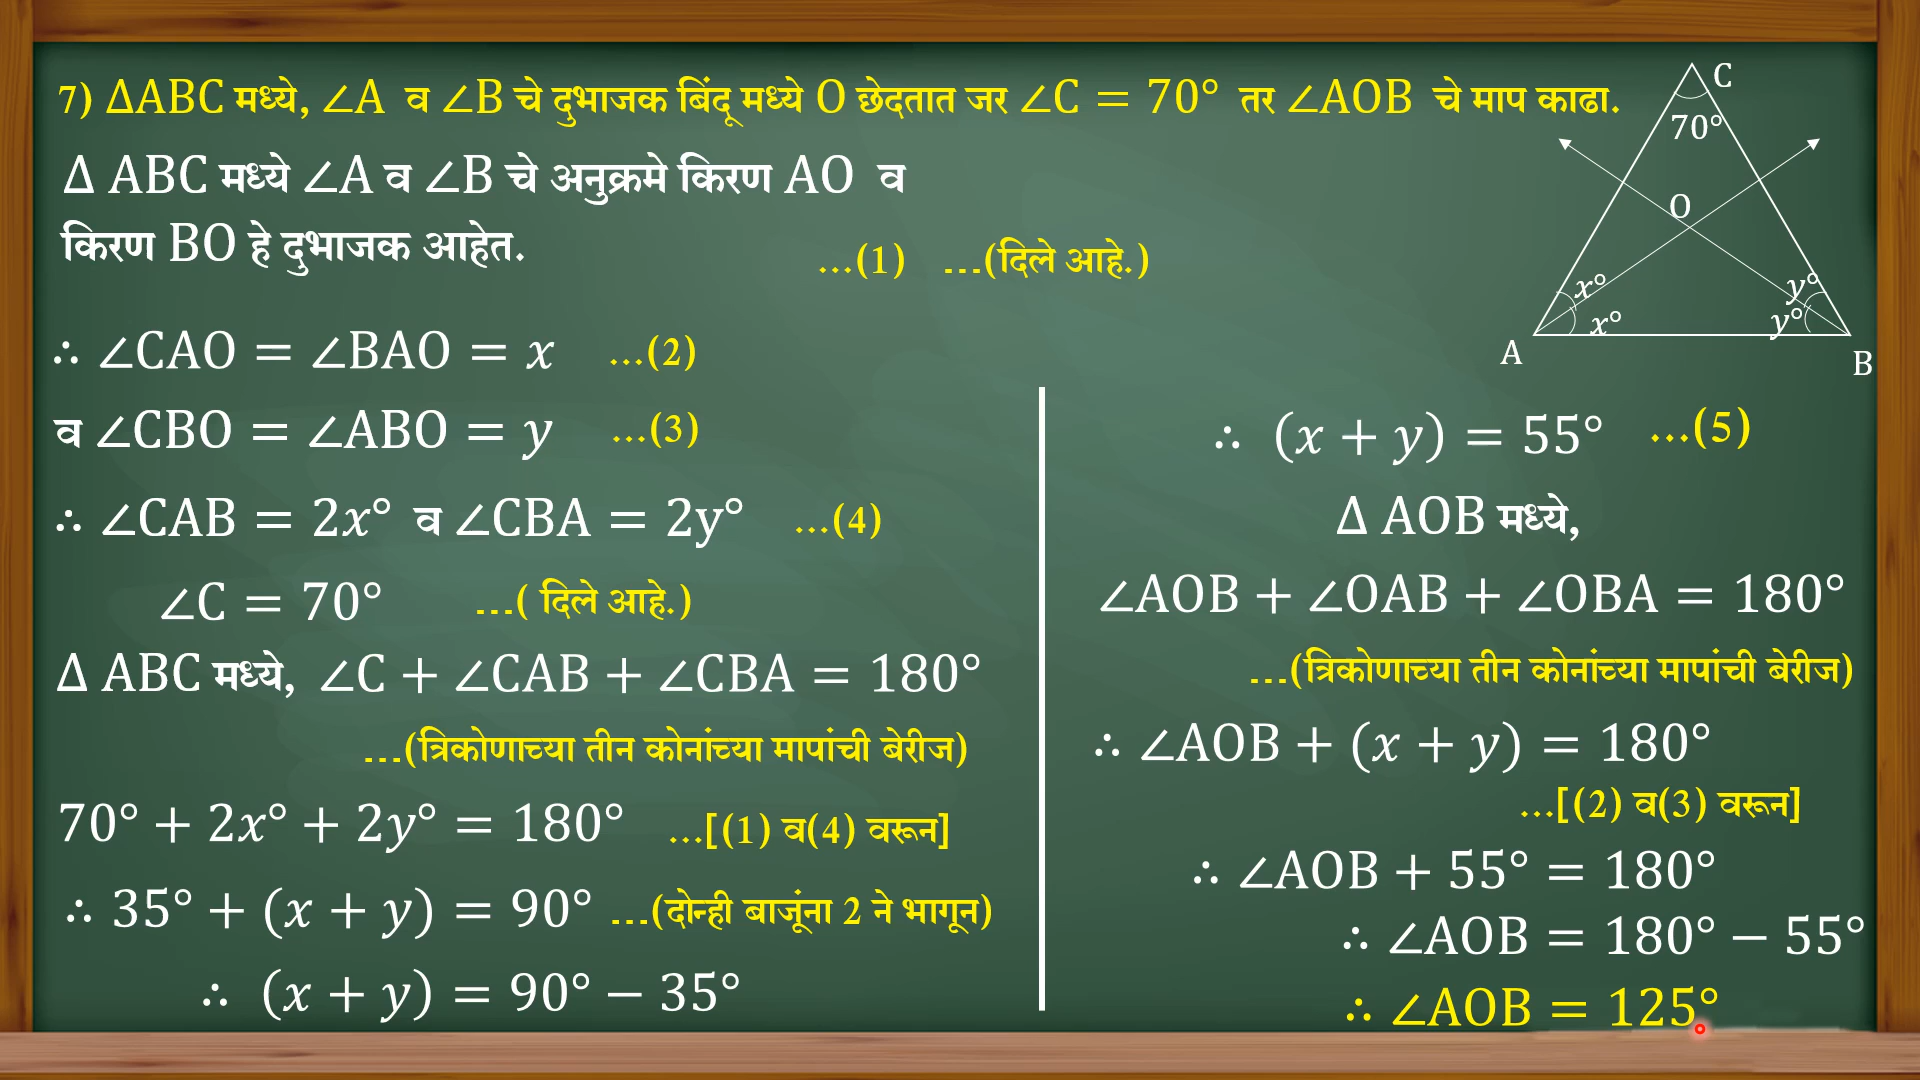 7) ΔABC मध्ये, ∠A व ∠B चे दुभाजक बिंदू मध्ये O छेदतात जर ∠C = 70° तर ∠AOB चे माप काढा.
Δ ABC मध्ये ∠A व ∠B चे अनुक्रमे किरण AO व
किरण BO हे दुभाजक आहेत. ...(1) ...(दिले आहे.)
∴ ∠CAO = ∠BAO = x ...(2)
व ∠CBO = ∠ABO = y ...(3)
∴ ∠CAB = 2x° व ∠CBA = 2y° ...(4)
∠C = 70° ...( दिले आहे.)
Δ ABC मध्ये, ∠C + ∠CAB + ∠CBA = 180°
...(त्रिकोणाच्या तीन कोनांच्या मापांची बेरीज)
70° + 2x° + 2y° = 180° ...[(1) व(4) वरून]
∴ 35° + (x + y) = 90° ...(दोन्ही बाजूंना 2 ने भागून)
∴ (x + y) = 90° − 35°
∴ (x + y) = 55° ...(5)
Δ AOB मध्ये,
∠AOB + ∠OAB + ∠OBA = 180°
...(त्रिकोणाच्या तीन कोनांच्या मापांची बेरीज)
∴ ∠AOB + (x + y) = 180°
...[(2) व(3) वरून]
∴ ∠AOB + 55° = 180°
∴ ∠AOB = 180° − 55°
∴ ∠AOB = 125°
C
70°
O
x° y°
x° y°
A B